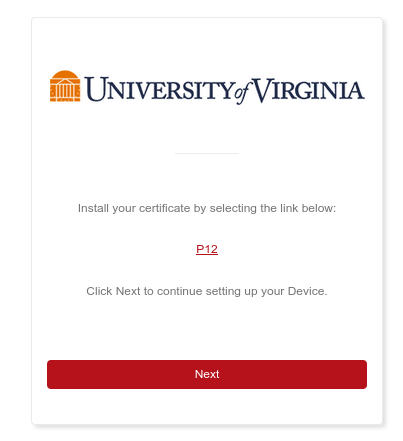 UNIVERSITY of VIRGINIA
Install your certificate by selecting the link below:
P12
Click Next to continue setting up your Device.
Next